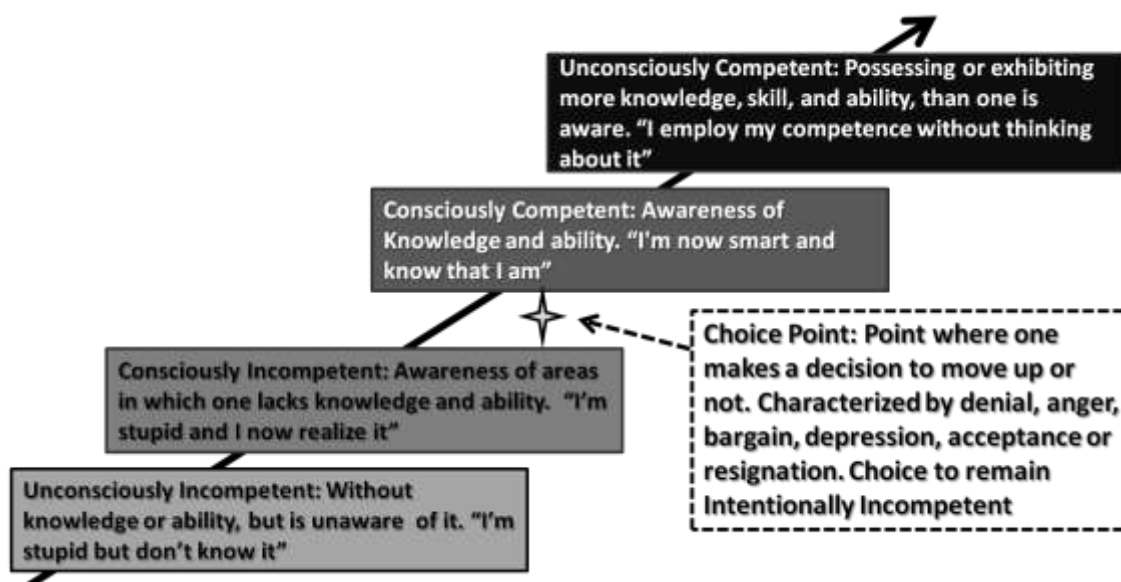 Unconsciously Competent: Possessing or exhibiting
more knowledge, skill, and ability, than one is
aware. “I employ my competence without thinking
about it”
Consciously Competent: Awareness of
Knowledge and ability. “I'm now smart and
know that I am”
Choice Point: Point where one
makes a decision to move up or
not. Characterized by denial, anger,
bargain, depression, acceptance or
resignation. Choice to remain
Intentionally Incompetent
Consciously Incompetent: Awareness of areas
in which one lacks knowledge and ability. “I’m
stupid and I now realize it”
Unconsciously Incompetent: Without
knowledge or ability, but is unaware of it. “I’m
stupid but don’t know it”